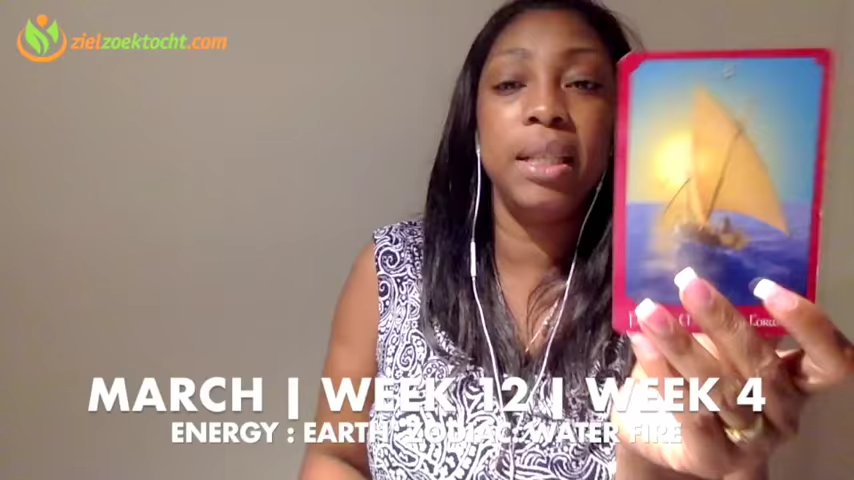 zielzoektocht.com
MARCH | WEEK 12 | WEEK 4
ENERGY : EARTH ZODIAC: WATER FIRE